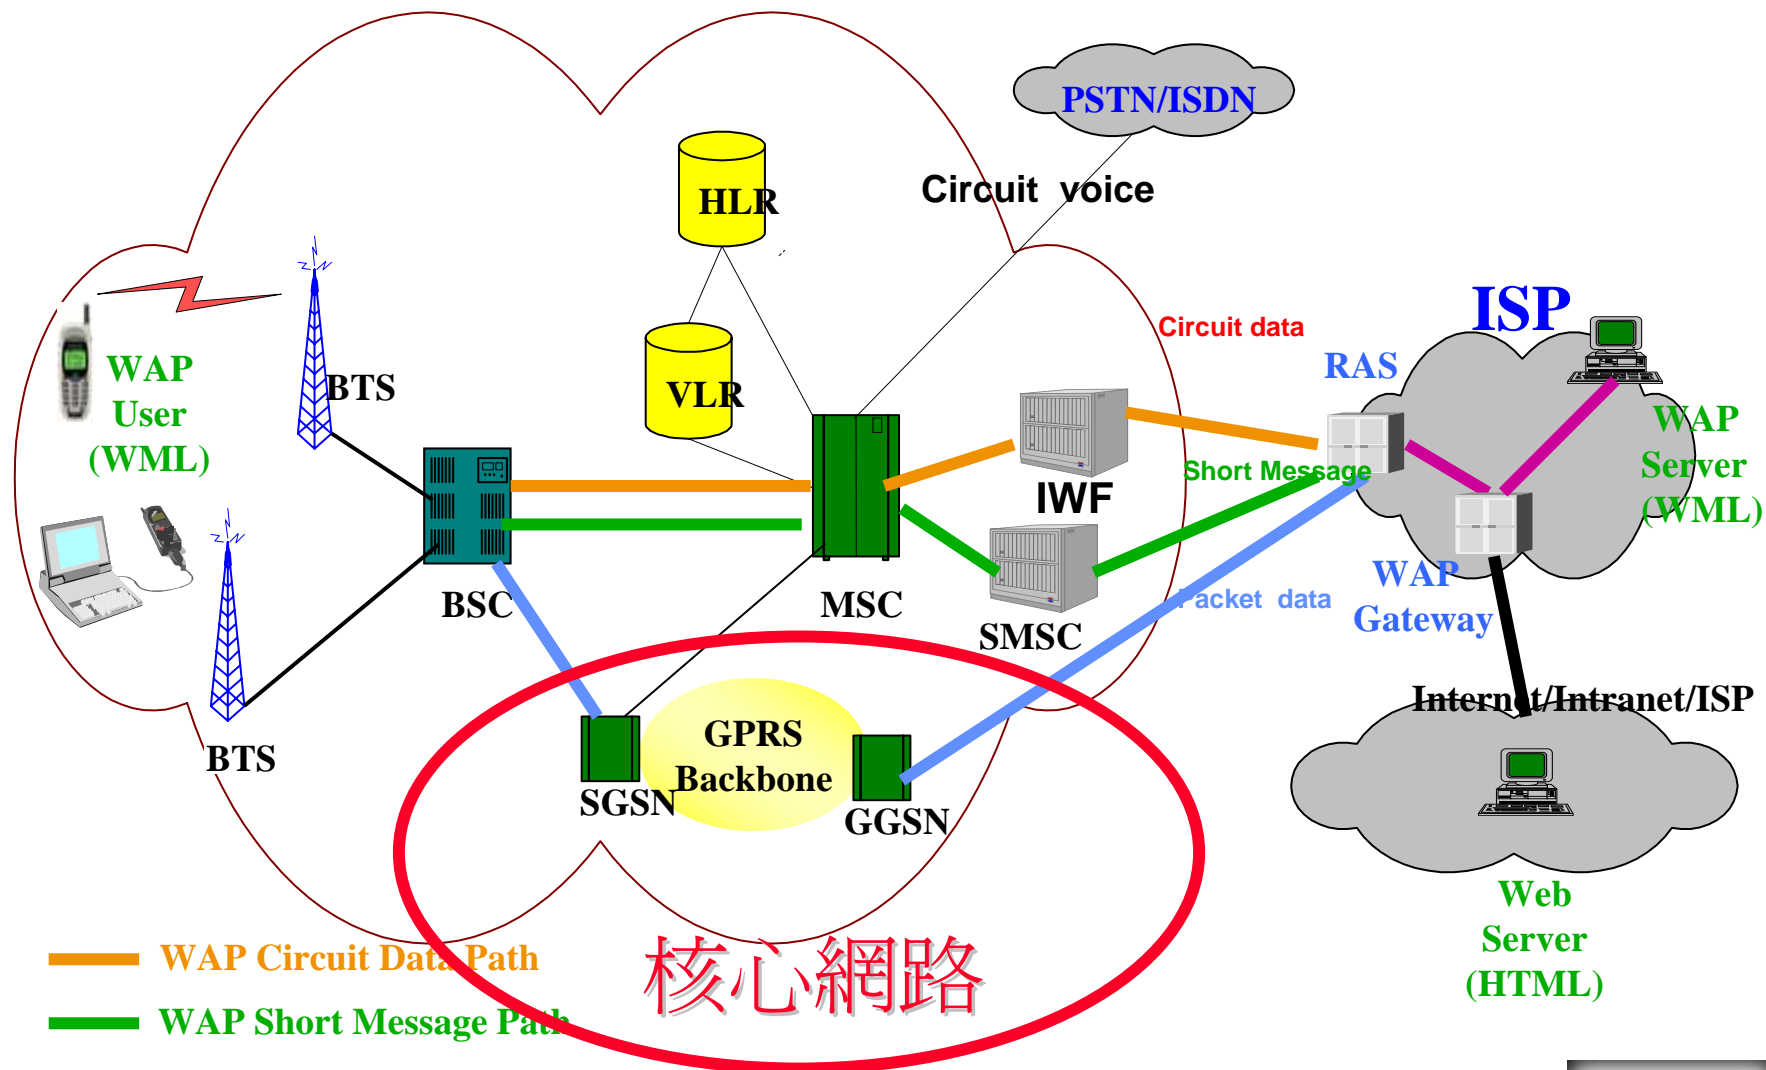 PSTN/ISDN
Circuit voice
HLR
ISP
Circuit data
WAP
User
(WML)
BTS
VLR
RAS
WAP
Server
(WML)
Short Message
IWF
BSC
MSC
SMSC
Packet data
WAP
Gateway
BTS
GPRS
Backbone
SGSN
GGSN
Internet/Intranet/ISP
Web
Server
(HTML)
核心網路
WAP Circuit Data Path
WAP Short Message Path